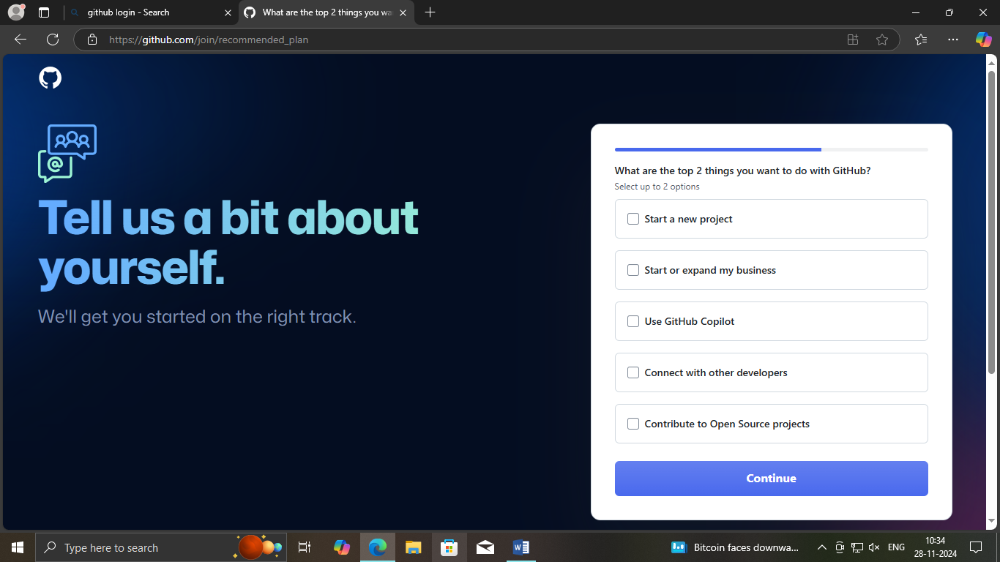 github login - Search
What are the top 2 things you wa
https://github.com/join/recommended_plan
Tell us a bit about
yourself.
We'll get you started on the right track.
What are the top 2 things you want to do with GitHub?
Select up to 2 options
Start a new project
Start or expand my business
Use GitHub Copilot
Connect with other developers
Contribute to Open Source projects
Continue
Type here to search
Bitcoin faces downwa...
ENG
10:34
28-11-2024